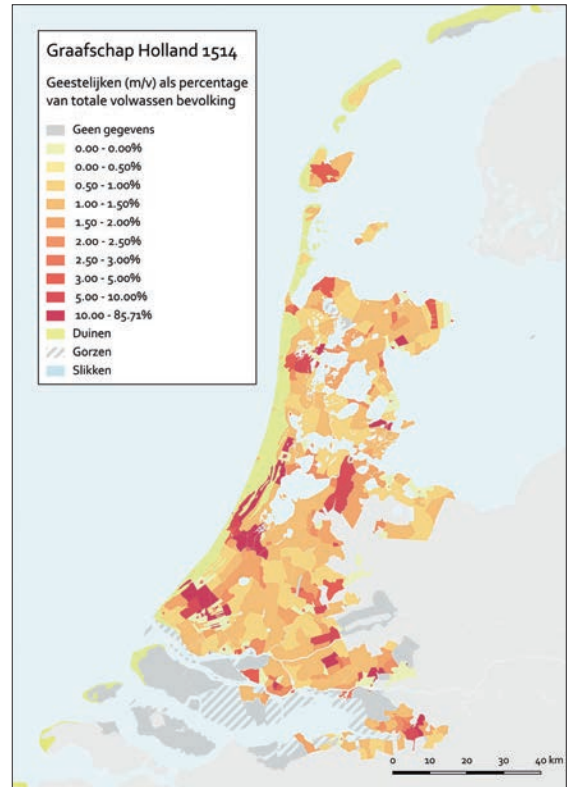 Graafschap Holland 1514
Geestelijken (m/v) als percentage
van totale volwassen bevolking
Geen gegevens
0.00 - 0.00%
0.00 - 0.50%
0.50 - 1.00%
1.00 - 1.50%
1.50 - 2.00%
2.00 - 2.50%
2.50 - 3.00%
3.00 - 5.00%
5.00 - 10.00%
10.00 - 85.71%
Duinen
Gorzen
Slikken
0 10 20 30 40 km